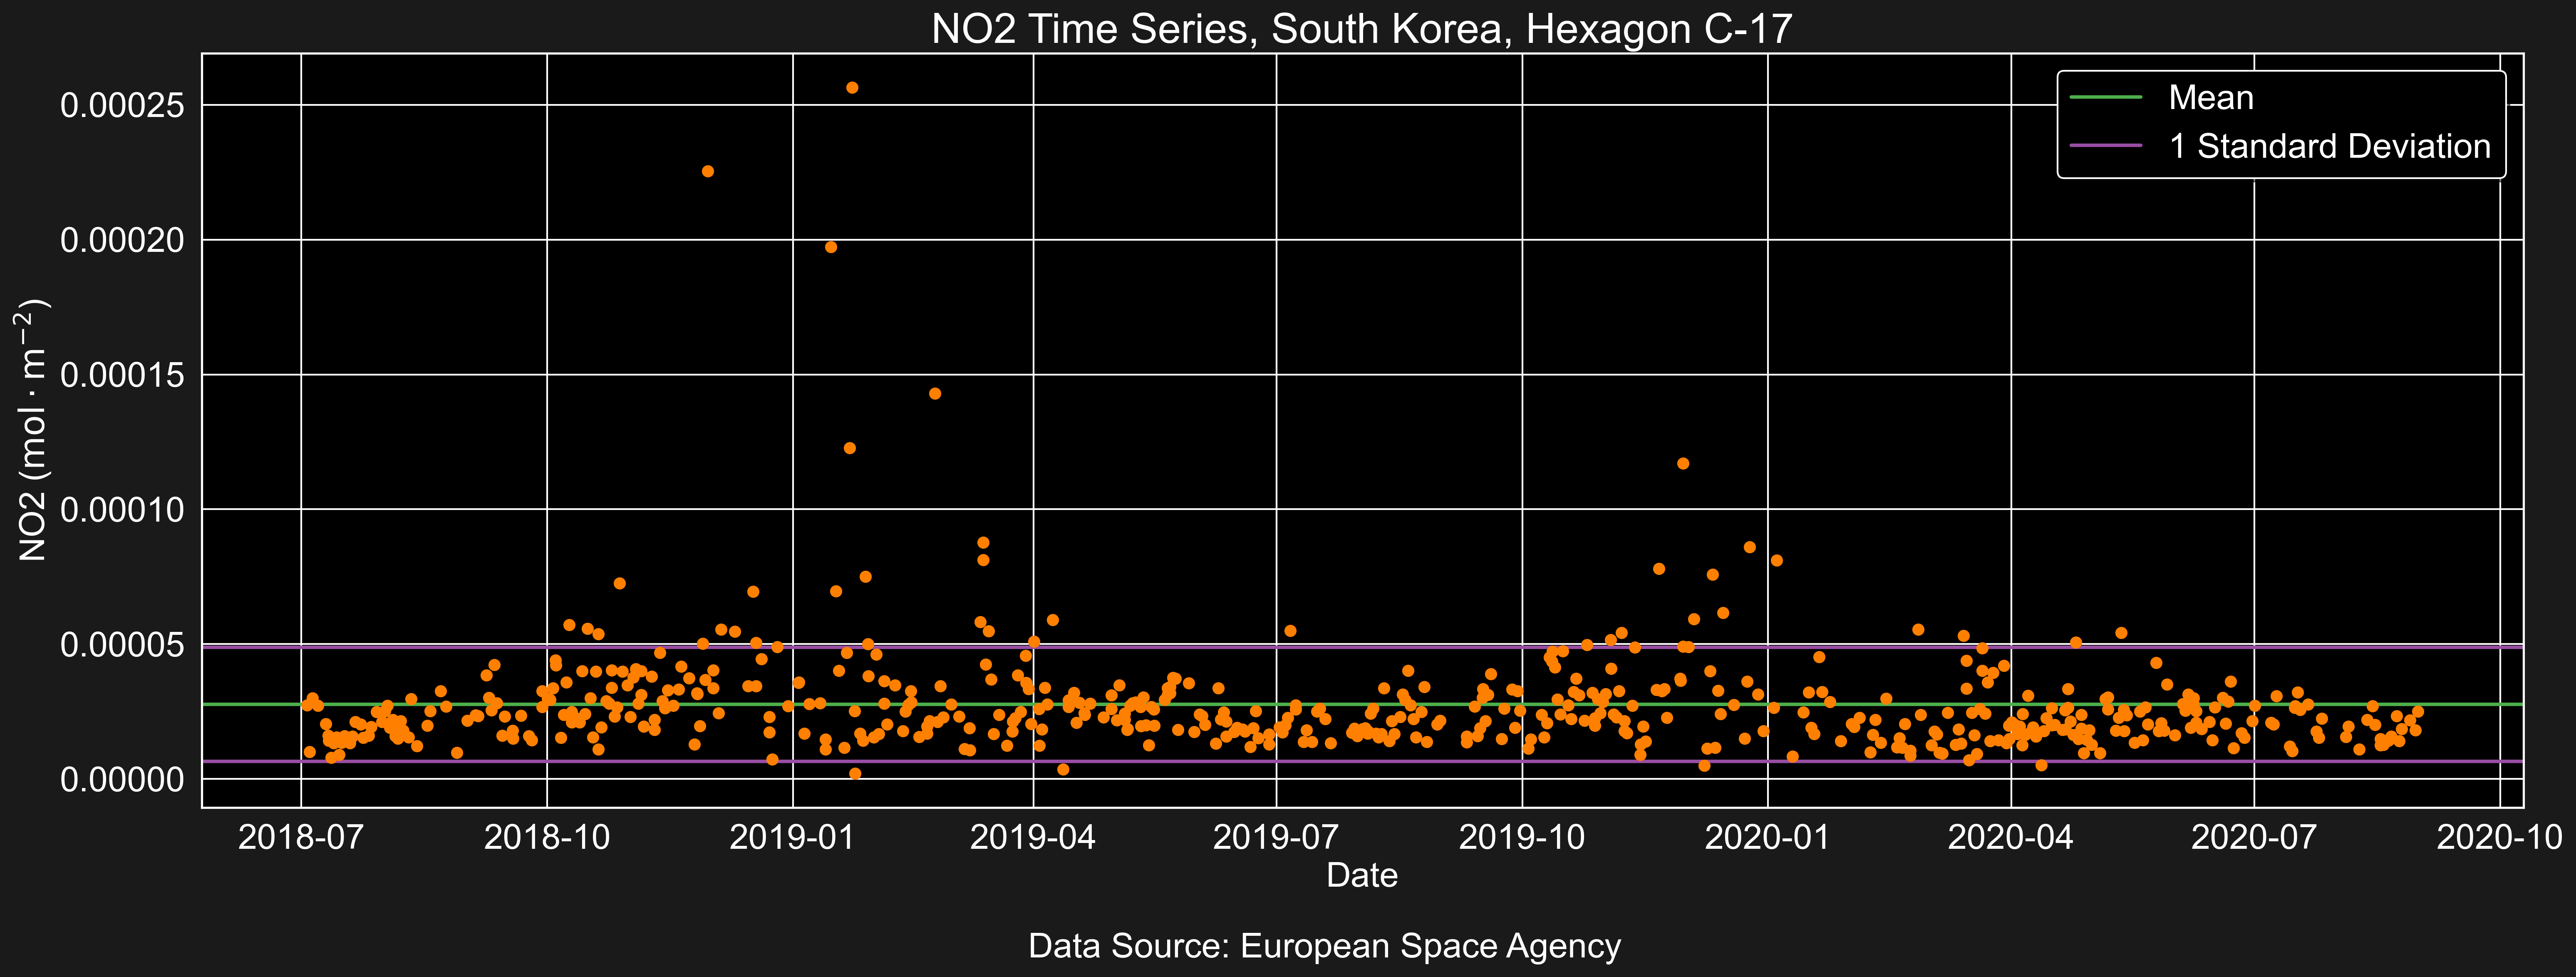 NO2 Time Series, South Korea, Hexagon C-17
Mean
1 Standard Deviation
NO2 (mol · m⁻²)
0.00025
0.00020
0.00015
0.00010
0.00005
0.00000
2018-07 2018-10 2019-01 2019-04 2019-07 2019-10 2020-01 2020-04 2020-07 2020-10
Date
Data Source: European Space Agency